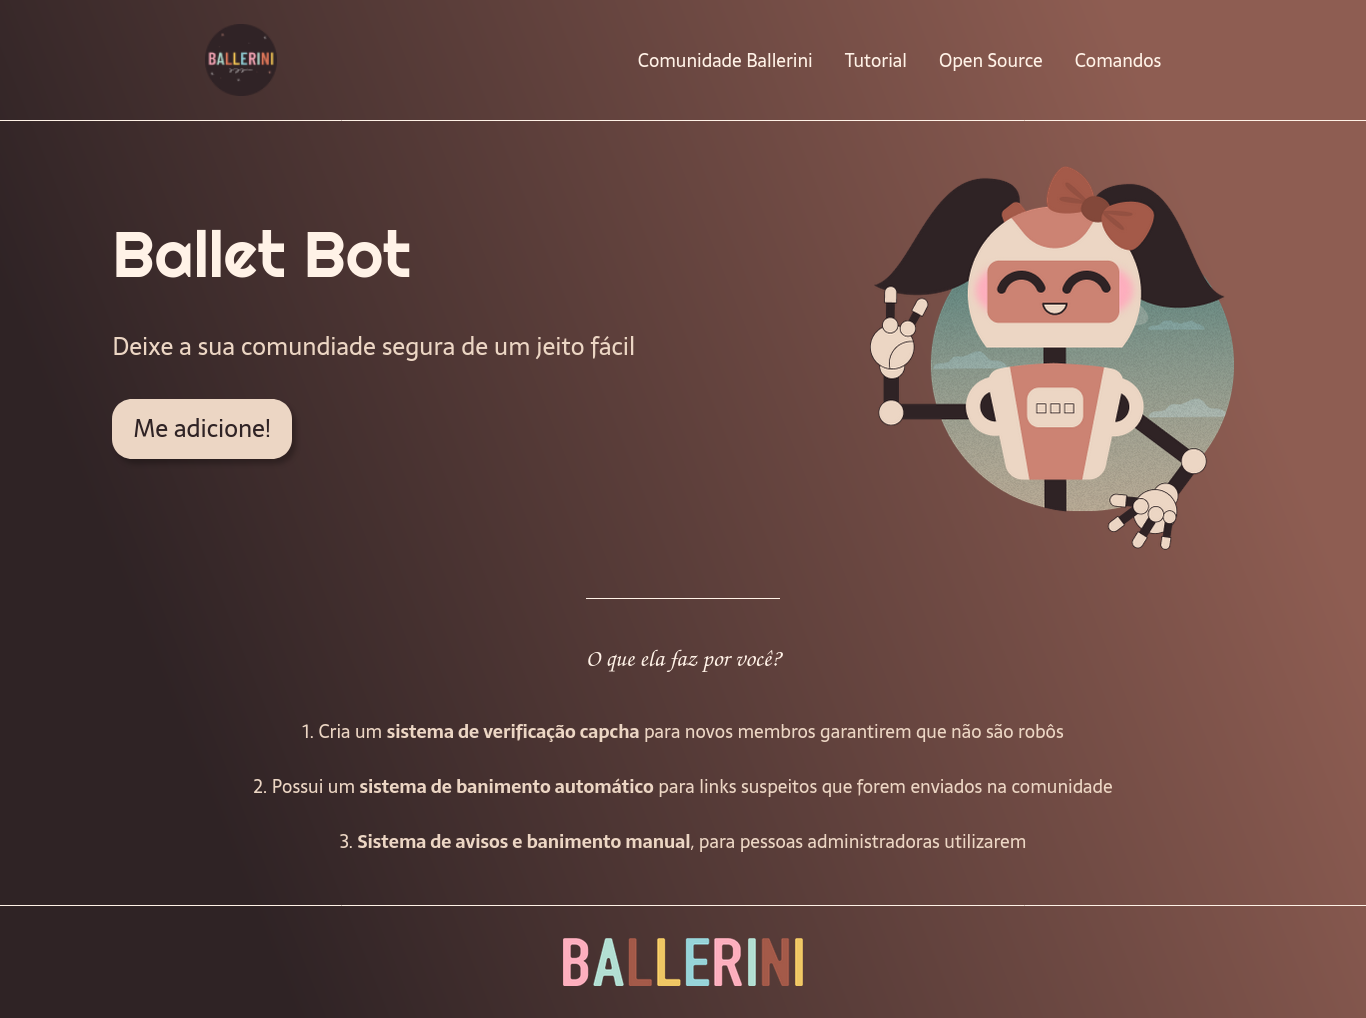 BALLERINI
Comunidade Ballerini
Tutorial
Open Source
Comandos
Ballet Bot
Deixe a sua comundiade segura de um jeito fácil
Me adicione!
O que ela faz por você?
1. Cria um sistema de verificação capcha para novos membros garantirem que não são robôs
2. Possui um sistema de banimento automático para links suspeitos que forem enviados na comunidade
3. Sistema de avisos e banimento manual, para pessoas administradoras utilizarem
BALLERINI